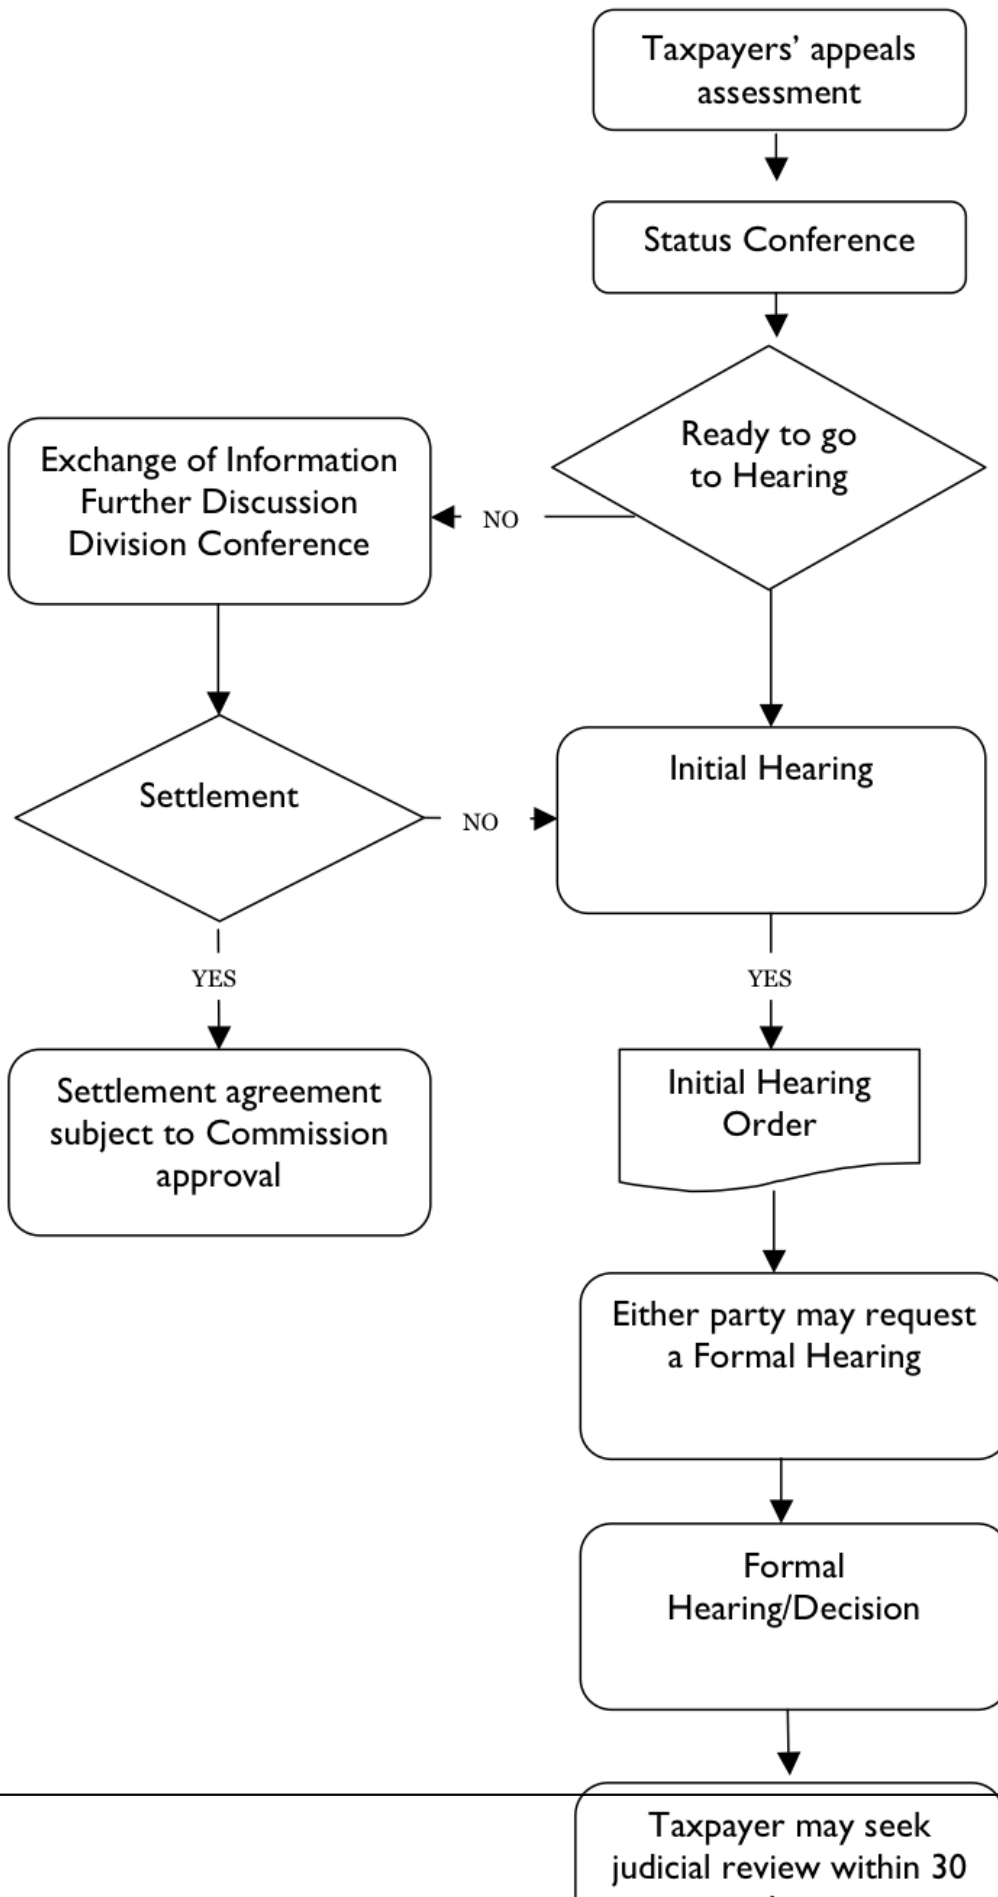 Taxpayers’ appeals
assessment
Status Conference
Ready to go
to Hearing
Exchange of Information
Further Discussion
Division Conference
NO
Settlement
NO
Initial Hearing
YES
YES
Settlement agreement
subject to Commission
approval
Initial Hearing
Order
Either party may request
a Formal Hearing
Formal
Hearing/Decision
Taxpayer may seek
judicial review within 30